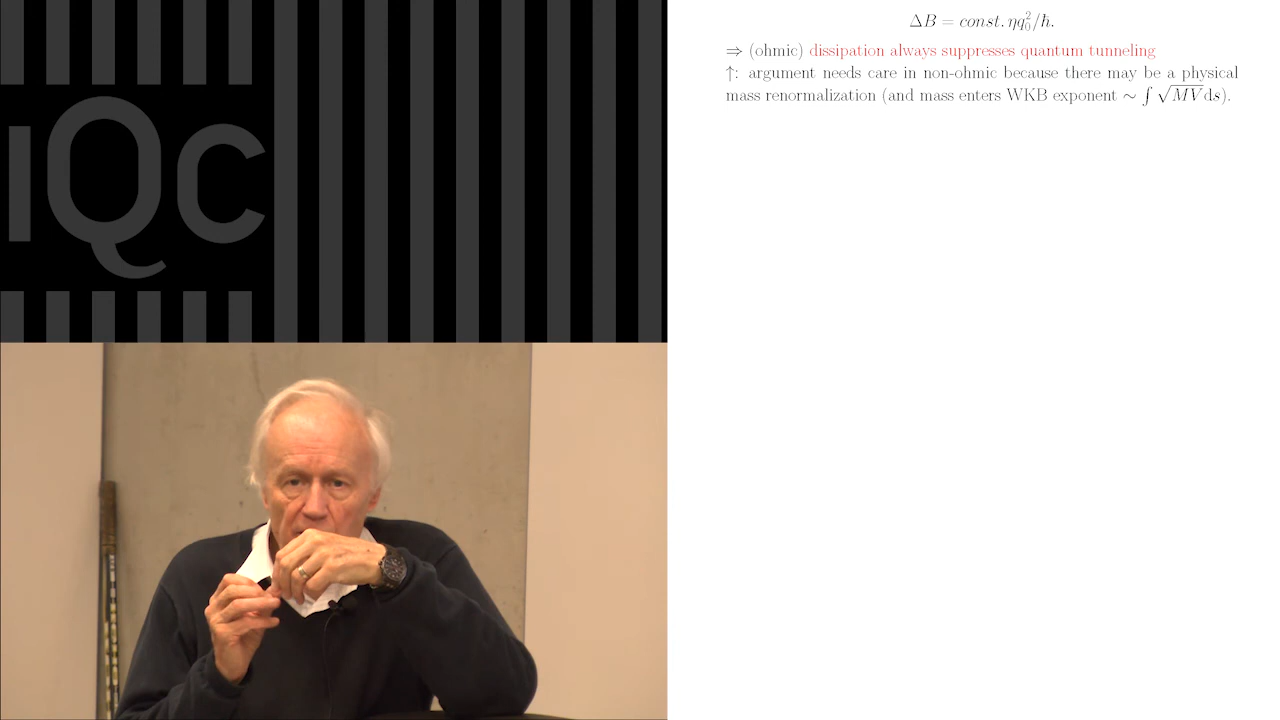 IQC
ΔB = const. ηq₀²/ħ.
⇒ (ohmic) dissipation always suppresses quantum tunneling
↑: argument needs care in non-ohmic because there may be a physical
mass renormalization (and mass enters WKB exponent ∼ ∫ √MV ds).